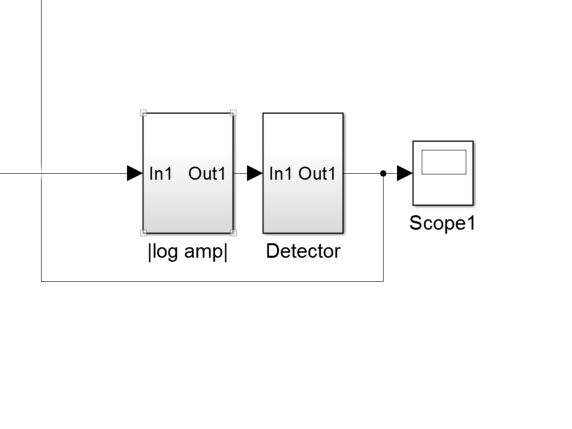 In1 Out1
In1 Out1
|log amp|
Detector
Scope1